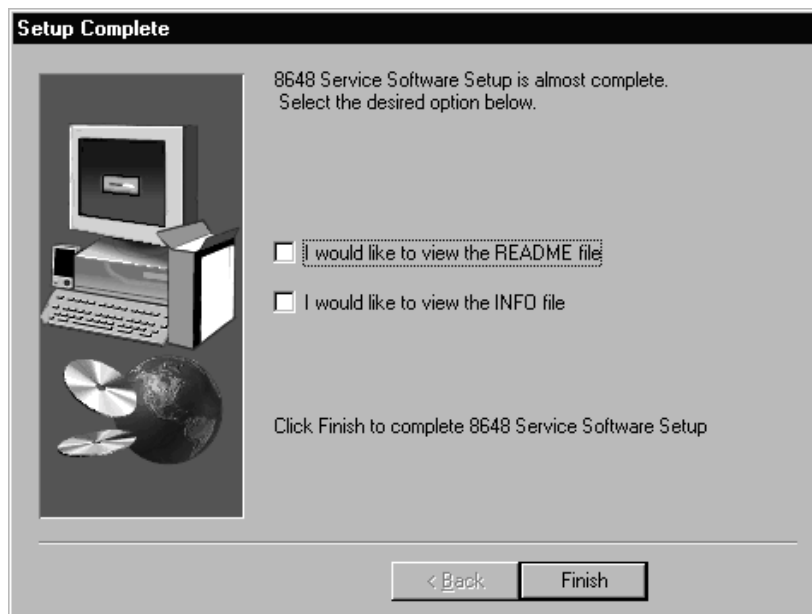 Setup Complete
8648 Service Software Setup is almost complete.
Select the desired option below.
I would like to view the README file
I would like to view the INFO file
Click Finish to complete 8648 Service Software Setup
< Back
Finish